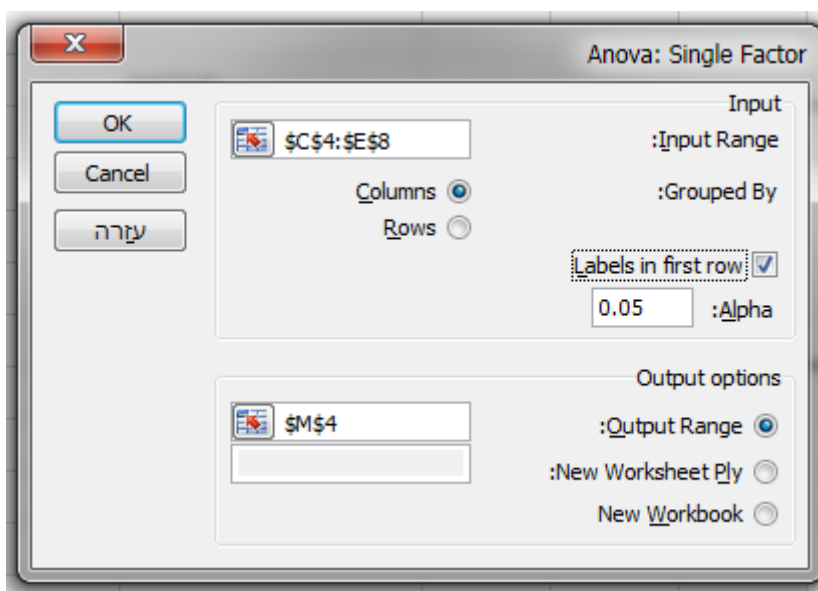 Anova: Single Factor
Input
:Input Range
$C$4:$E$8
:Grouped By
Columns
Rows
Labels in first row
:Alpha
0.05
OK
Cancel
עזרה
Output options
:Output Range
$M$4
:New Worksheet Ply
New Workbook